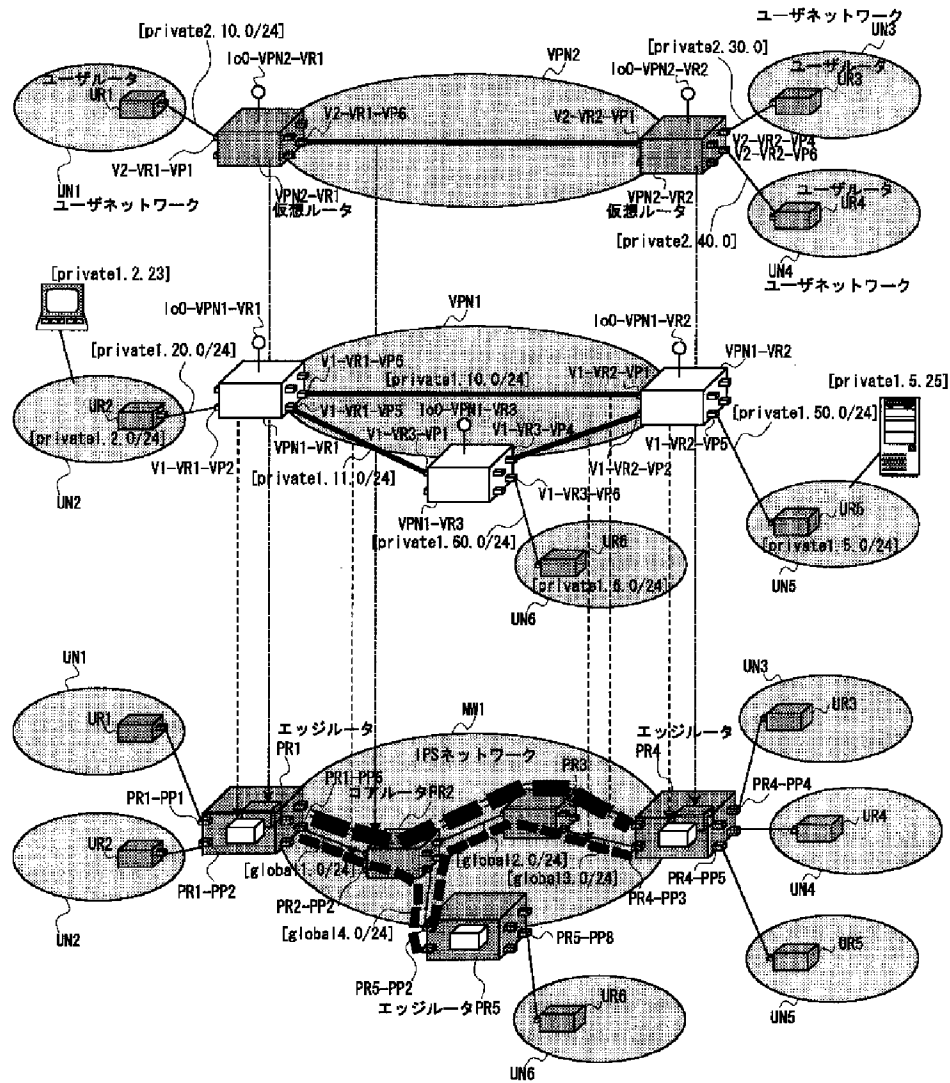 ユーザネットワーク
UN3
[private2.10.0/24]
[private2.30.0]
lo0-VPN2-VR1
VPN2
lo0-VPN2-VR2
ユーザルータ
UR1
ユーザルータ
UR3
V2-VR1-VP6
V2-VR2-VP1
V2-VR1-VP1
V2-VR2-VP4
V2-VR2-VP6
UN1
ユーザネットワーク
VPN2-VR1
仮想ルータ
VPN2-VR2
仮想ルータ
ユーザルータ
UR4
[private2.40.0]
UN4
ユーザネットワーク
[private1.2.23]
lo0-VPN1-VR1
VPN1
lo0-VPN1-VR2
VPN1-VR2
[private1.20.0/24]
V1-VR1-VP6
[private1.10.0/24]
V1-VR2-VP1
[private1.5.25]
UR2
[private1.2.0/24]
V1-VR1-VP5
lo0-VPN1-VR3
[private1.50.0/24]
V1-VR1-VP2
VPN1-VR1
V1-VR3-VP1
V1-VR3-VP4
V1-VR2-VP5
UN2
[private1.11.0/24]
V1-VR2-VP2
V1-VR3-VP6
VPN1-VR3
[private1.60.0/24]
UR5
[private1.5.0/24]
UN5
UR6
[private1.6.0/24]
UN6
UN1
UN3
UR1
エッジルータ
PR1
NW1
IPSネットワーク
エッジルータ
PR4
UR3
PR1-PP1
PR1-PP6
コアルータPR2
PR3
PR4-PP4
UR2
UR4
PR1-PP2
[global1.0/24]
[global2.0/24]
[global3.0/24]
PR4-PP5
UN4
PR2-PP2
PR4-PP3
UN2
[global4.0/24]
PR5-PP8
UR5
PR5-PP2
エッジルータPR5
UN5
UR6
UN6